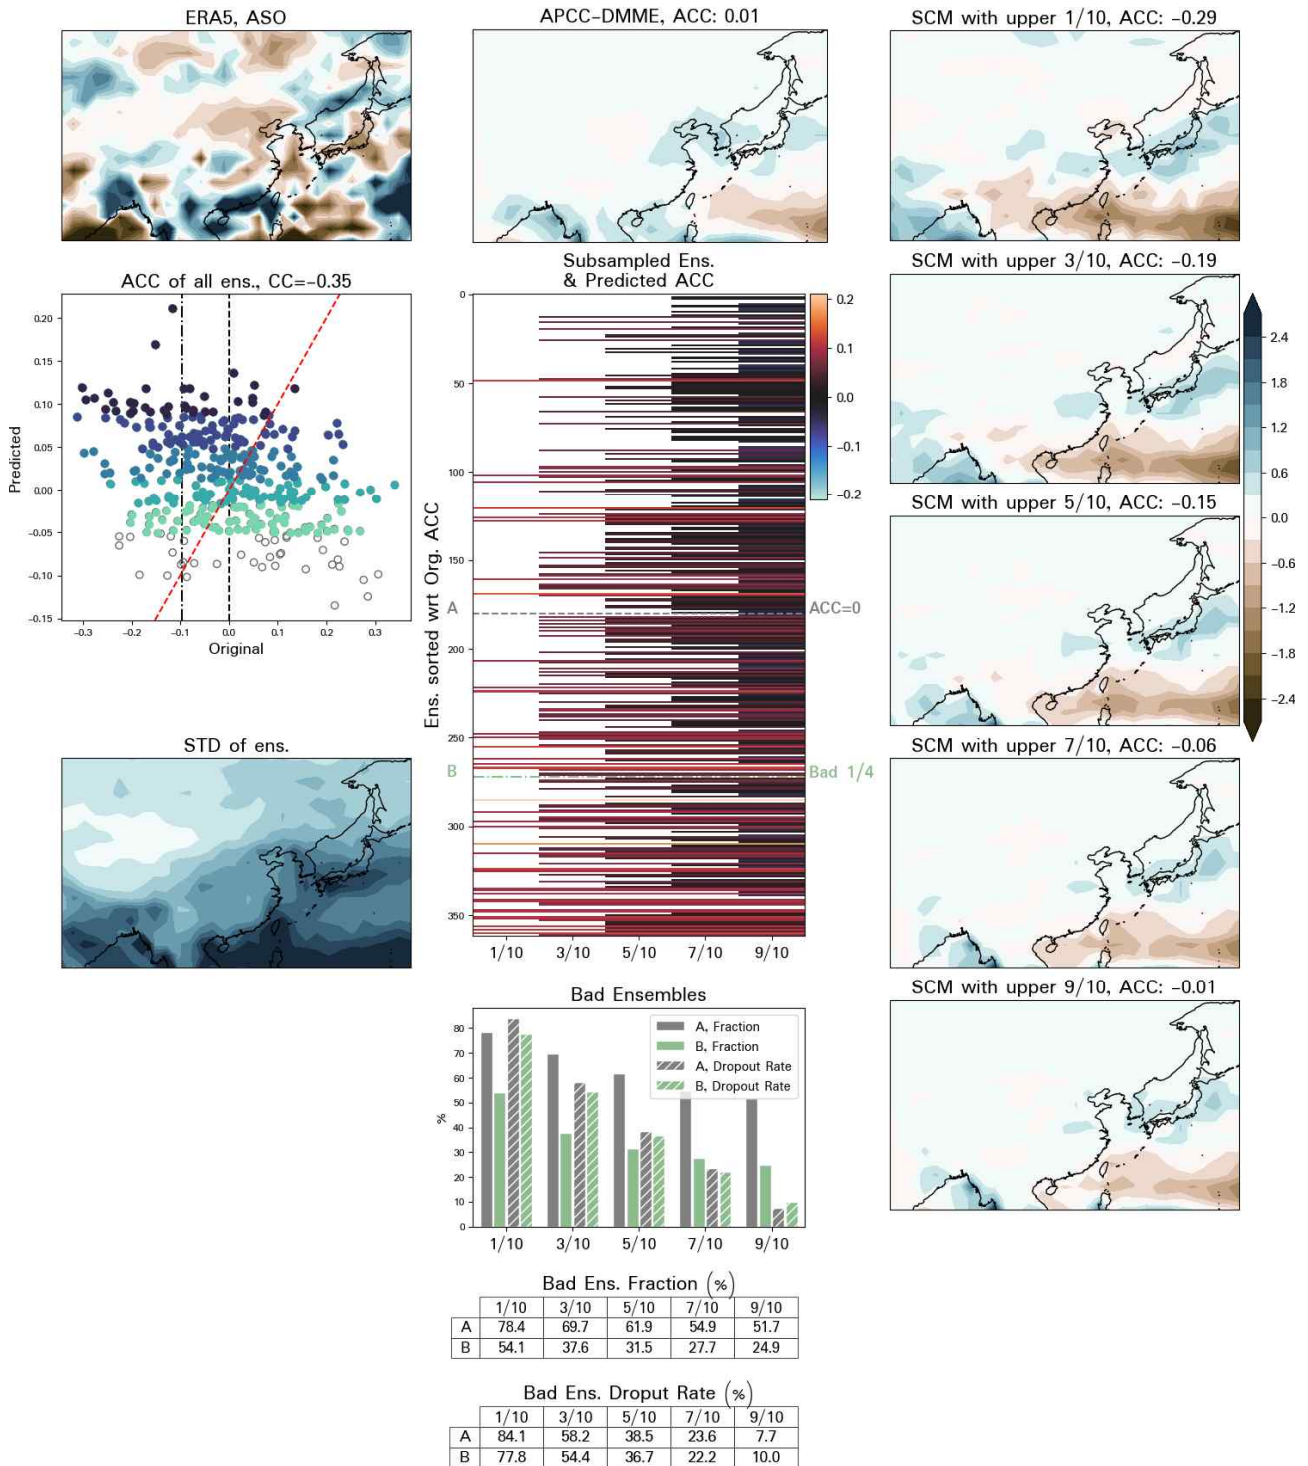 ERA5, ASO
APCC-DMME, ACC: 0.01
SCM with upper 1/10, ACC: −0.29
ACC of all ens., CC=−0.35
0.20
0.15
0.10
0.05
0.00
−0.05
−0.10
−0.15
Predicted
−0.3 −0.2 −0.1 0.0 0.1 0.2 0.3
Original
Subsampled Ens.
& Predicted ACC
0
50
100
150
200
250
300
350
Ens. sorted wrt Org. ACC
A
ACC=0
B
Bad 1/4
0.2
0.1
0.0
−0.1
−0.2
1/10 3/10 5/10 7/10 9/10
SCM with upper 3/10, ACC: −0.19
2.4
1.8
1.2
0.6
0.0
−0.6
−1.2
−1.8
−2.4
SCM with upper 5/10, ACC: −0.15
STD of ens.
SCM with upper 7/10, ACC: −0.06
SCM with upper 9/10, ACC: −0.01
Bad Ensembles
80
70
60
50
40
30
20
10
0
%
A, Fraction
B, Fraction
A, Dropout Rate
B, Dropout Rate
1/10 3/10 5/10 7/10 9/10
Bad Ens. Fraction (%)
1/10 3/10 5/10 7/10 9/10
A 78.4 69.7 61.9 54.9 51.7
B 54.1 37.6 31.5 27.7 24.9
Bad Ens. Droput Rate (%)
1/10 3/10 5/10 7/10 9/10
A 84.1 58.2 38.5 23.6 7.7
B 77.8 54.4 36.7 22.2 10.0